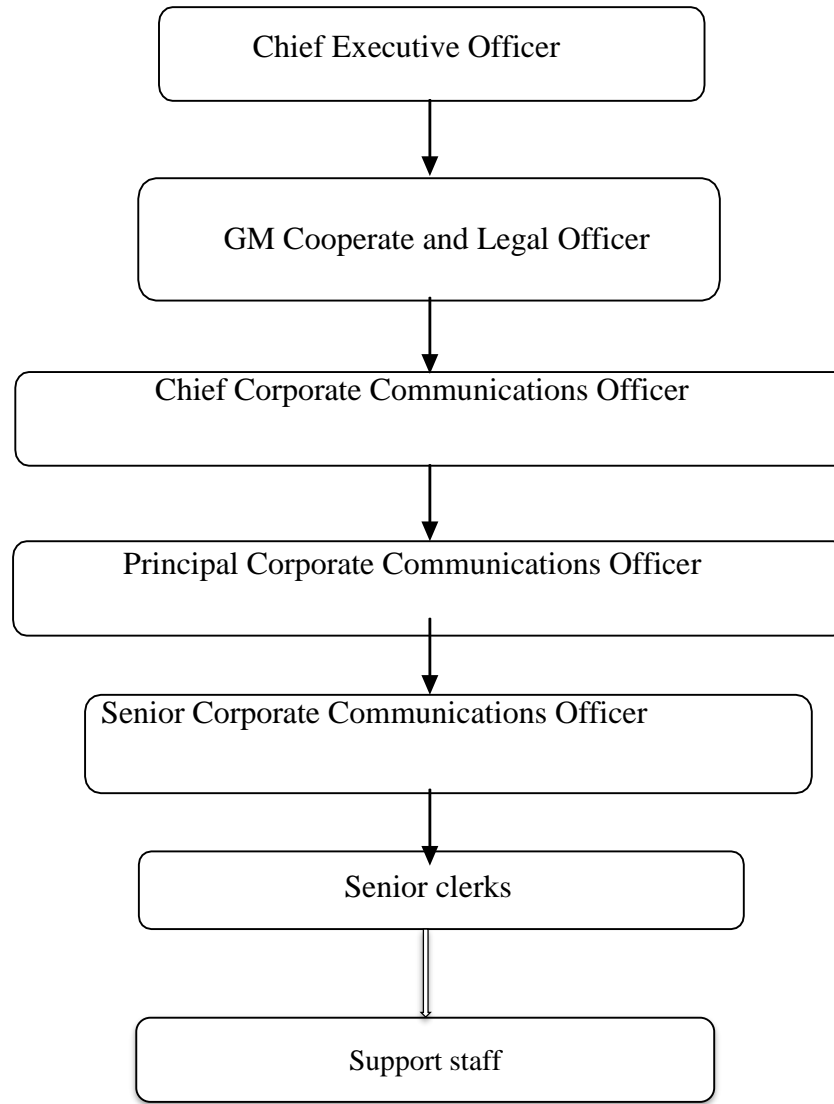 Chief Executive Officer
GM Cooperate and Legal Officer
Chief Corporate Communications Officer
Principal Corporate Communications Officer
Senior Corporate Communications Officer
Senior clerks
Support staff